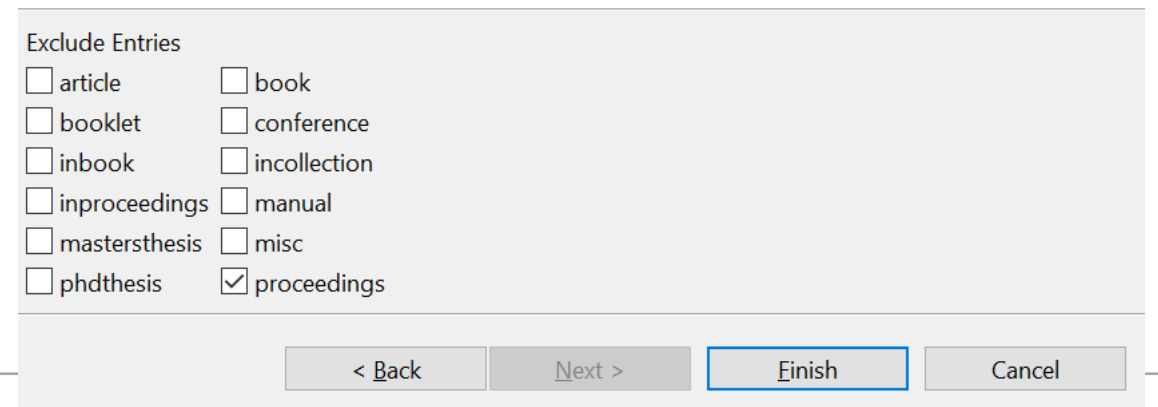 Exclude Entries
article book
booklet conference
inbook incollection
inproceedings manual
mastersthesis misc
phdthesis proceedings
< Back Next > Finish Cancel